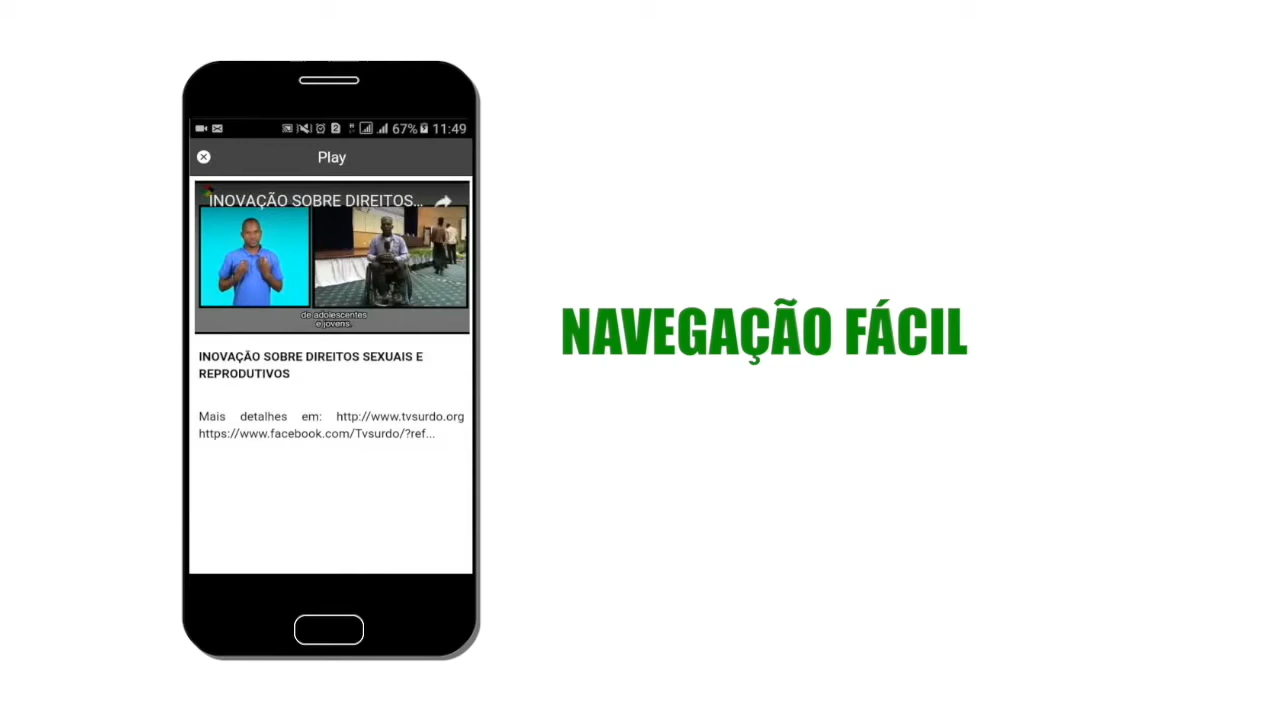 67% 11:49
Play
INOVAÇÃO SOBRE DIREITOS...
de adolescentes
e jovens.
INOVAÇÃO SOBRE DIREITOS SEXUAIS E
REPRODUTIVOS
Mais detalhes em: http://www.tvsurdo.org
https://www.facebook.com/Tvsurdo/?ref...
NAVEGAÇÃO FÁCIL